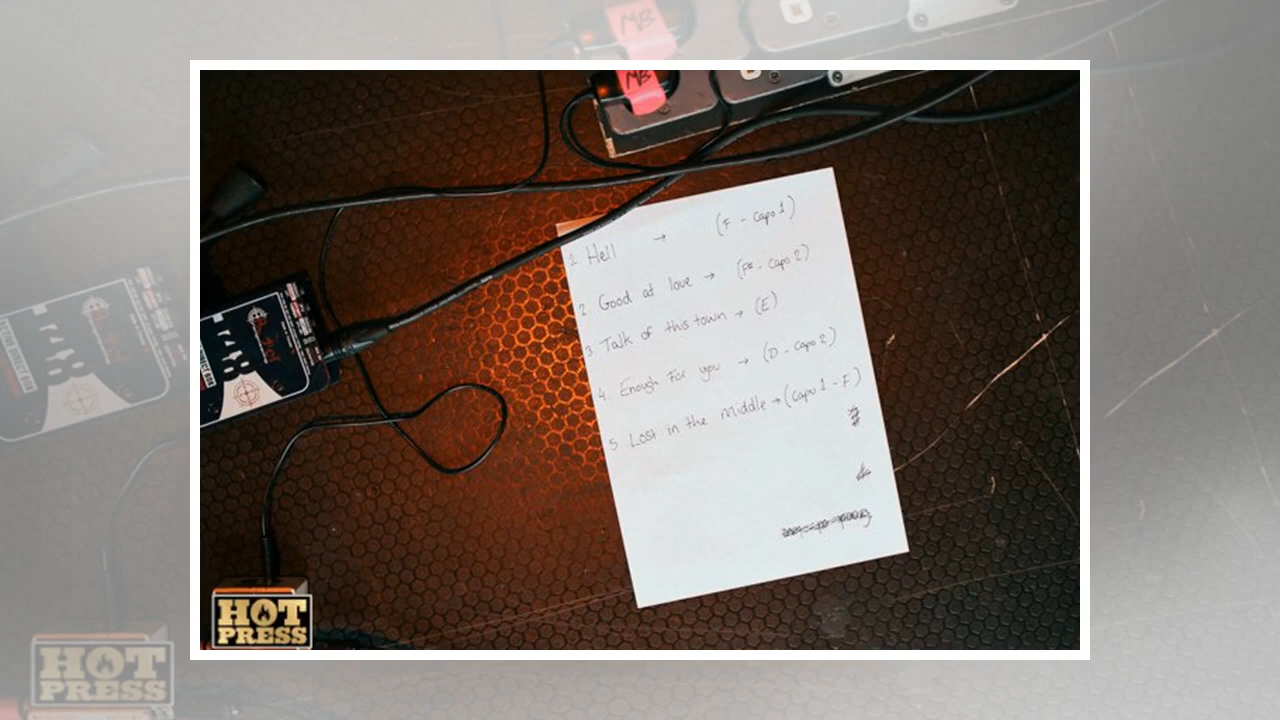 MB
1. Hell → (F - Capo 1)
2 Good at love → (F# - Capo 2)
3 Talk of this town → (E)
4. Enough For you → (D - Capo 2)
5 Lost in the Middle → (Capo 1 - F)
HOT
PRESS